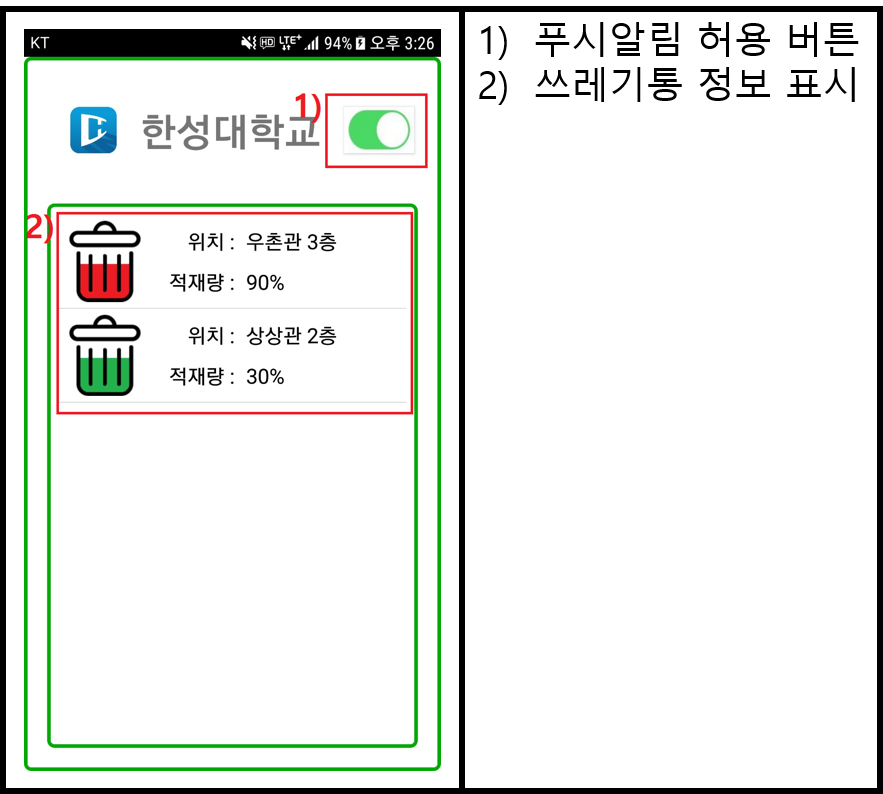 KT HD LTE+ 94% 오후 3:26
한성대학교
1)
2)
위치 : 우촌관 3층
적재량 : 90%
위치 : 상상관 2층
적재량 : 30%
1) 푸시알림 허용 버튼
2) 쓰레기통 정보 표시